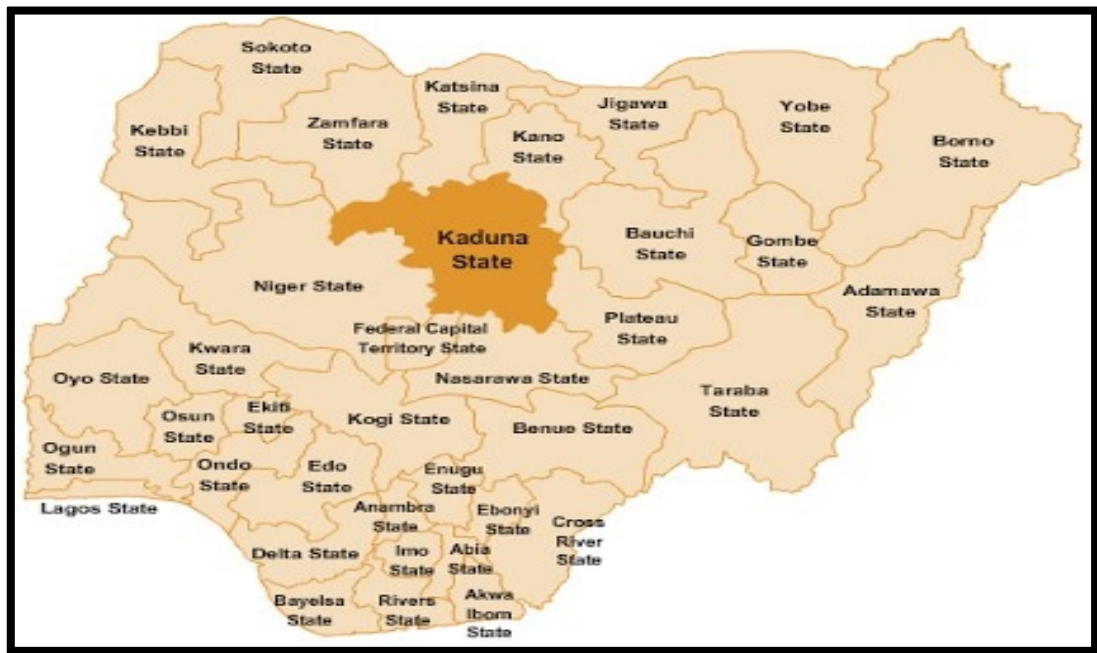 Sokoto
State
Katsina
State
Jigawa
State
Yobe
State
Kebbi
State
Zamfara
State
Kano
State
Borno
State
Kaduna
State
Bauchi
State
Gombe
State
Niger State
Adamawa
State
Federal Capital
Territory State
Plateau
State
Kwara
State
Oyo State
Nasarawa State
Taraba
State
Osun
State
Ekiti
State
Kogi State
Benue State
Ogun
State
Ondo
State
Edo
State
Enugu
State
Lagos State
Anambra
State
Ebonyi
State
Cross
River
State
Delta State
Imo
State
Abia
State
Bayelsa
State
Rivers
State
Akwa
Ibom
State